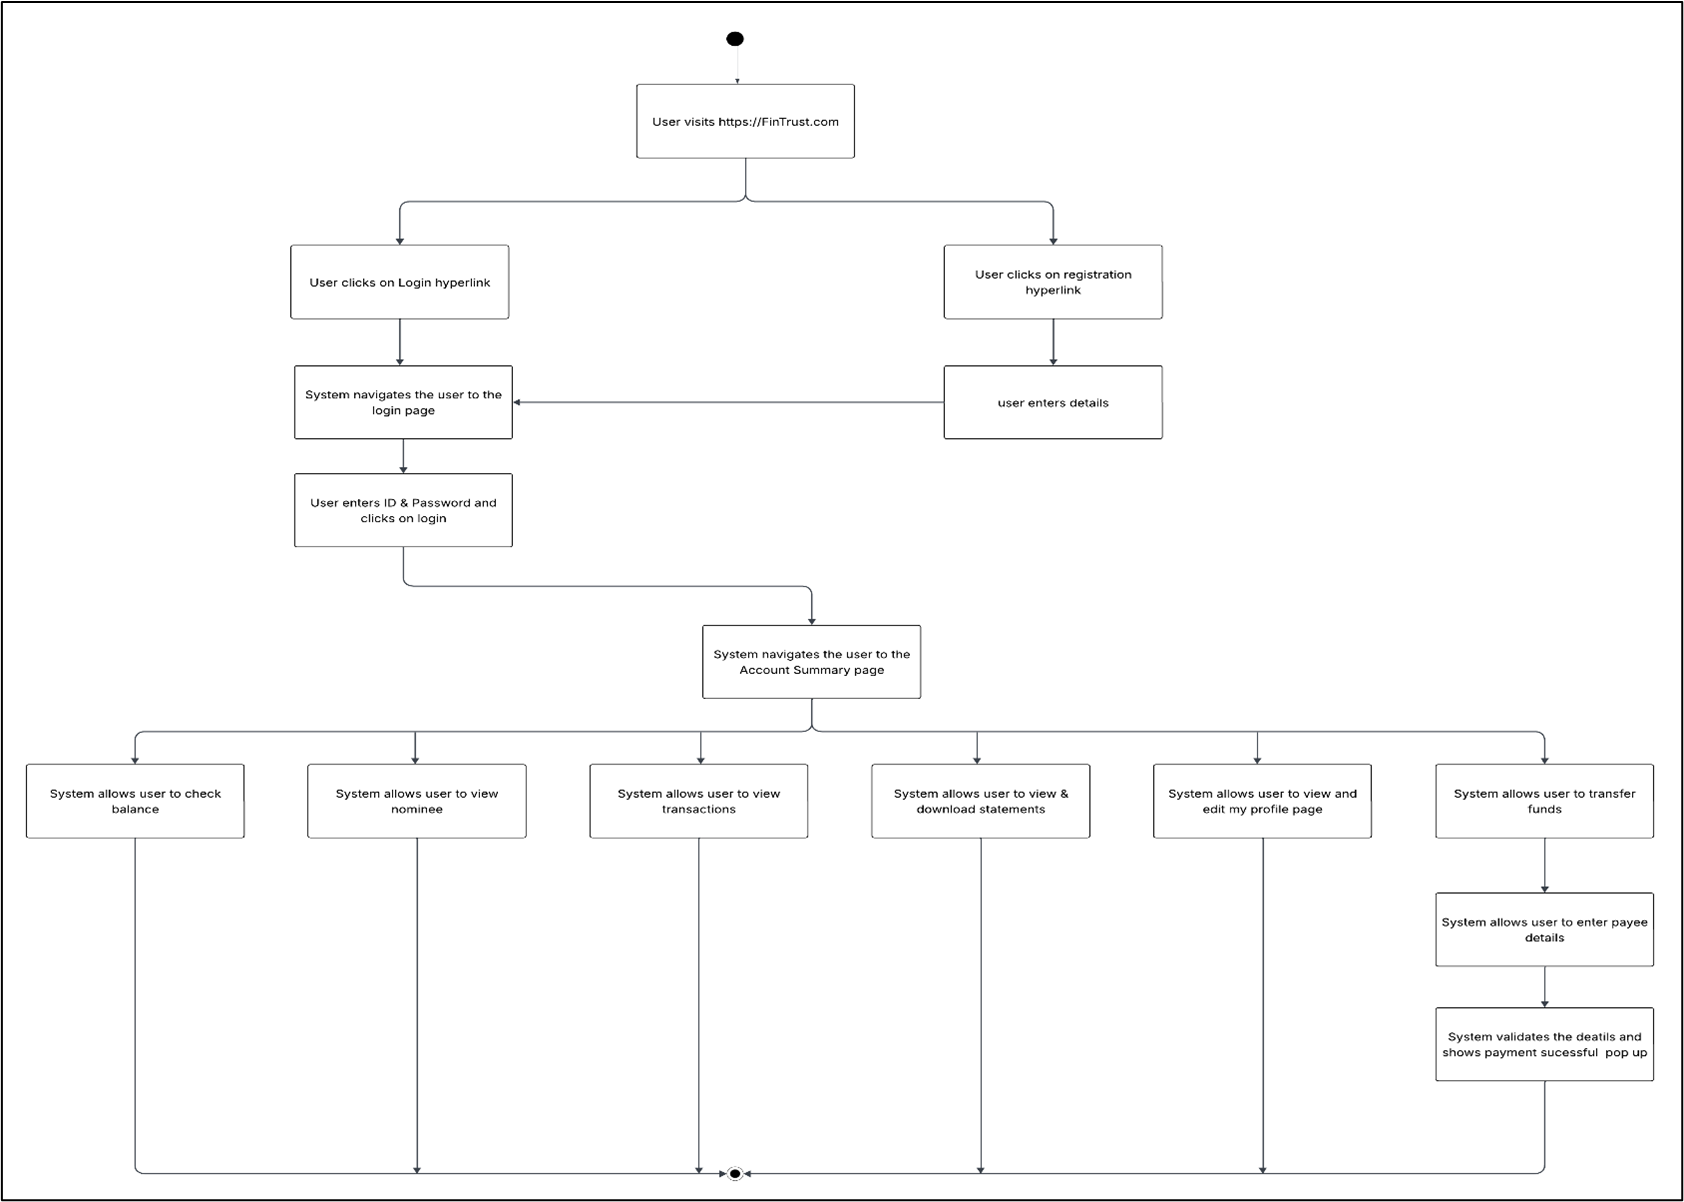 User visits https://FinTrust.com
User clicks on Login hyperlink
User clicks on registration
hyperlink
System navigates the user to the
login page
user enters details
User enters ID & Password and
clicks on login
System navigates the user to the
Account Summary page
System allows user to check
balance
System allows user to view
nominee
System allows user to view
transactions
System allows user to view &
download statements
System allows user to view and
edit my profile page
System allows user to transfer
funds
System allows user to enter payee
details
System validates the deatils and
shows payment sucessful pop up